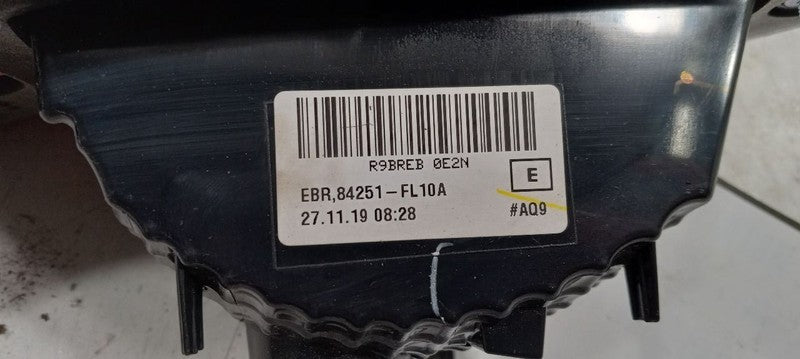 R9BREB 0E2N
EBR,84251-FL10A
E
27.11.19 08:28
#AQ9